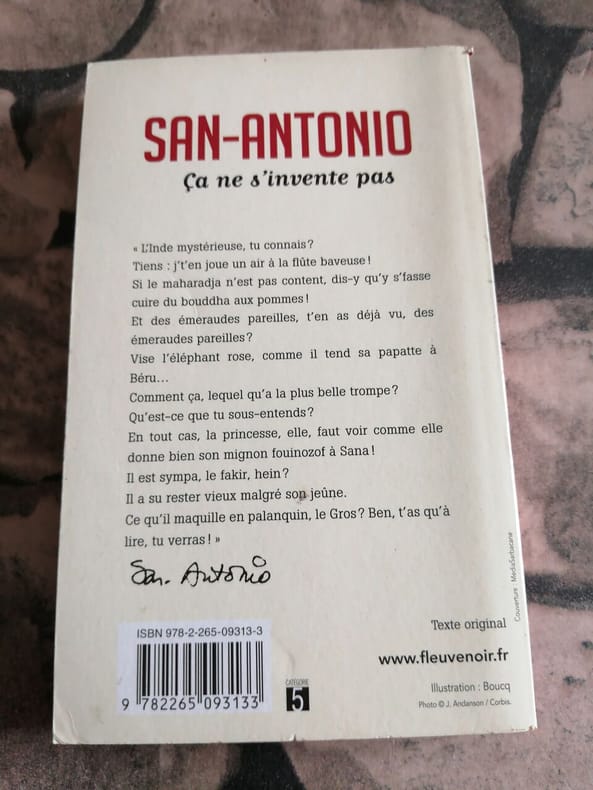 SAN-ANTONIO
Ça ne s'invente pas
« L'Inde mystérieuse, tu connais ?
Tiens : j't'en joue un air à la flûte baveuse !
Si le maharadja n'est pas content, dis-y qu'y s'fasse
cuire du bouddha aux pommes !
Et des émeraudes pareilles, t'en as déjà vu, des
émeraudes pareilles ?
Vise l'éléphant rose, comme il tend sa papatte à
Béru...
Comment ça, lequel qu'a la plus belle trompe ?
Qu'est-ce que tu sous-entends ?
En tout cas, la princesse, elle, faut voir comme elle
donne bien son mignon fouinozof à Sana !
Il est sympa, le fakir, hein ?
Il a su rester vieux malgré son jeûne.
Ce qu'il maquille en palanquin, le Gros ? Ben, t'as qu'à
lire, tu verras ! »
San-Antonio
Couverture : MediaSarbacane
Texte original
www.fleuvenoir.fr
Illustration : Boucq
Photo © J. Andanson / Corbis.
ISBN 978-2-265-09313-3
9 782265 093133
CATÉGORIE
5